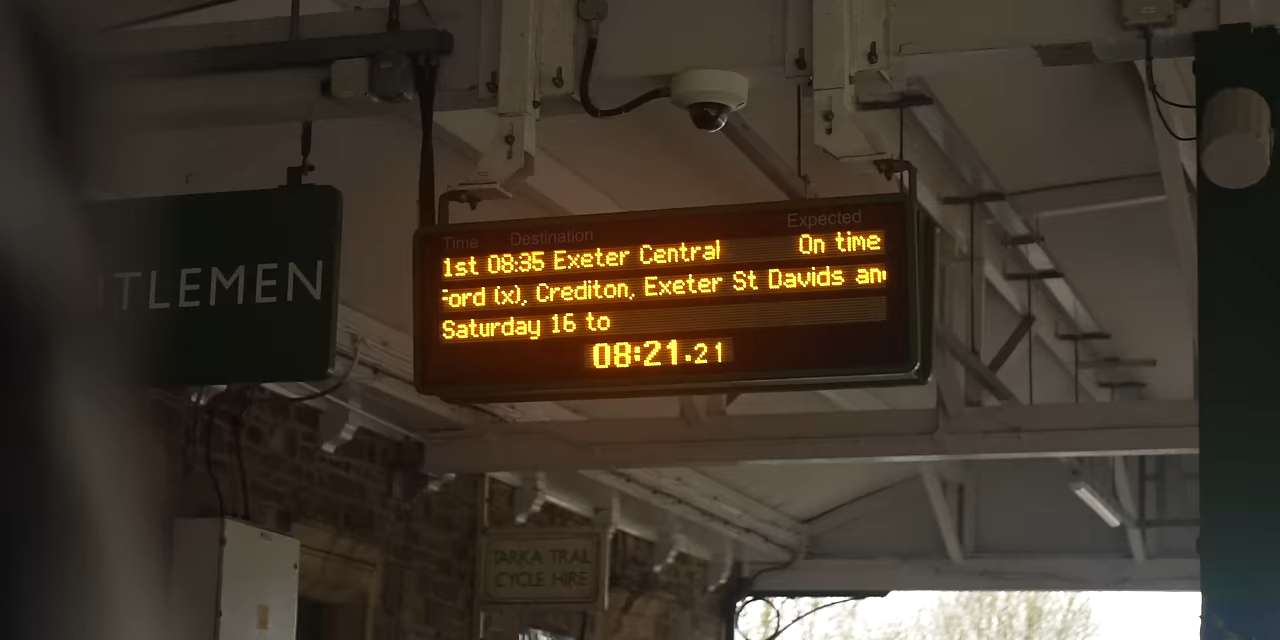 TLEMEN
Time Destination Expected
1st 08:35 Exeter Central On time
ord (x), Crediton, Exeter St Davids an
Saturday 16 to
08:21.21
TARKA TRAIL
CYCLE HIRE